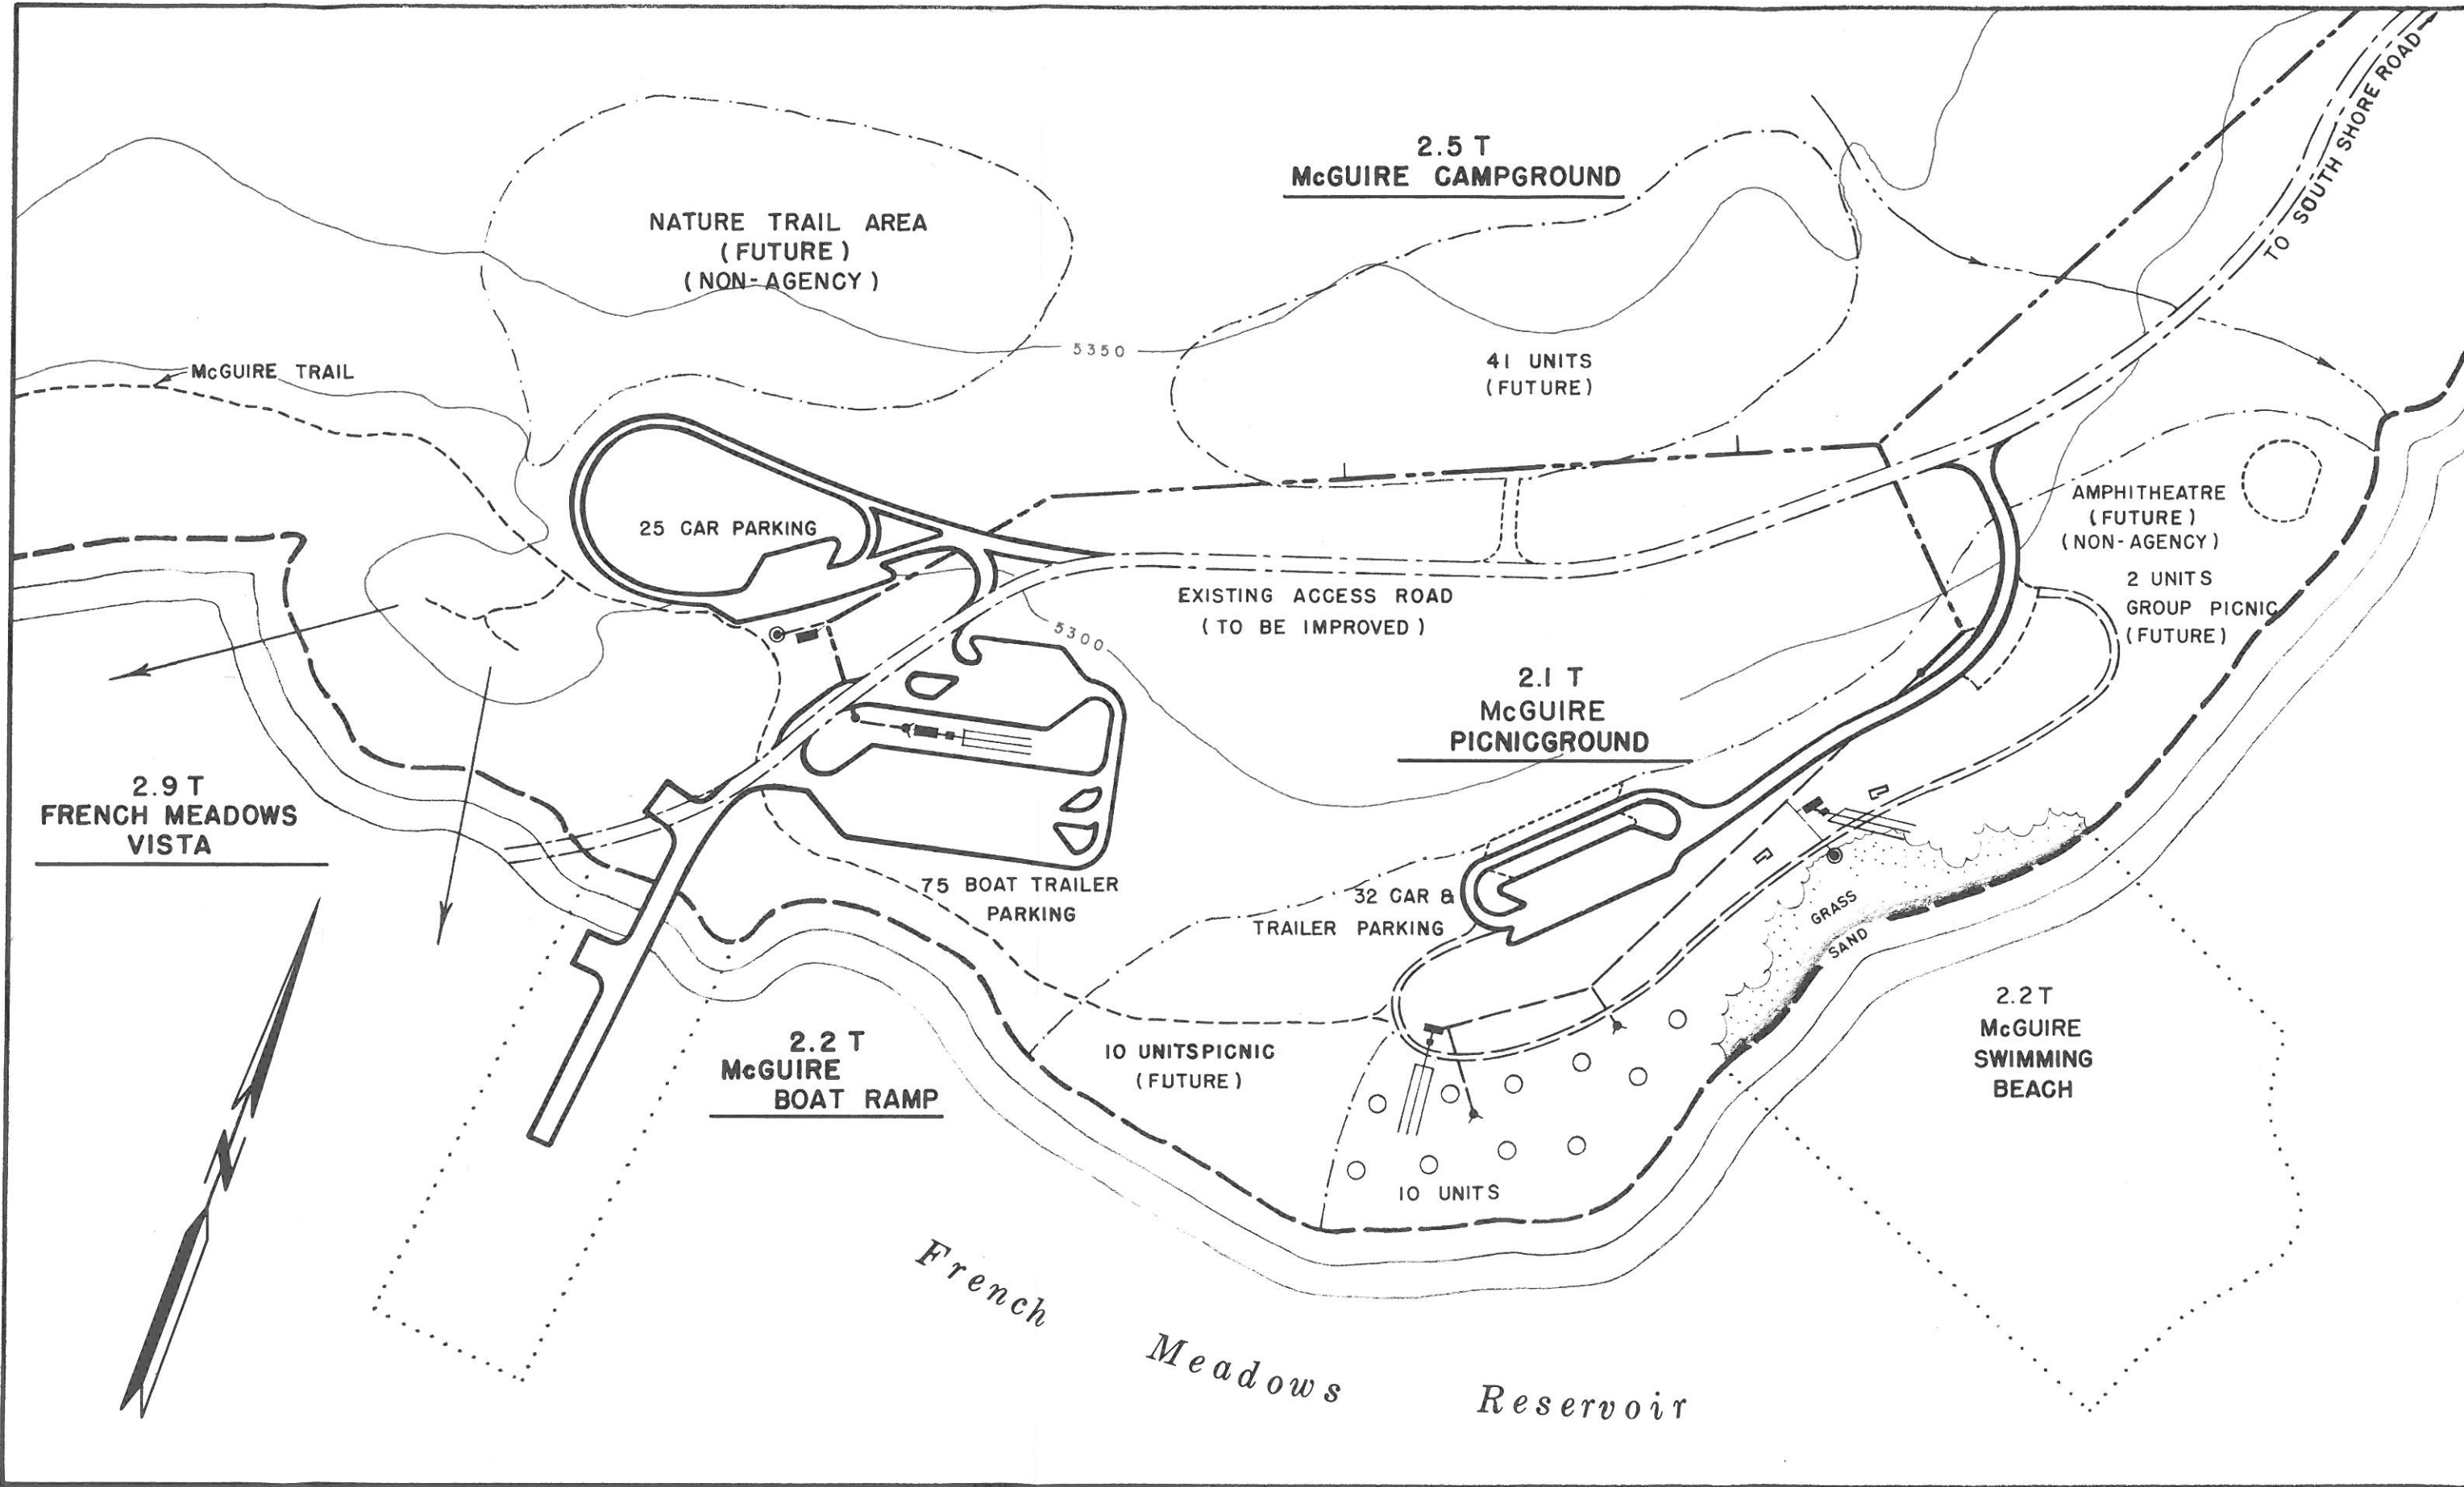 TO SOUTH SHORE ROAD
2.5 T
McGUIRE CAMPGROUND
NATURE TRAIL AREA
(FUTURE)
(NON-AGENCY)
5350
41 UNITS
(FUTURE)
McGUIRE TRAIL
25 CAR PARKING
AMPHITHEATRE
(FUTURE)
(NON-AGENCY)
2 UNITS
GROUP PICNIC
(FUTURE)
EXISTING ACCESS ROAD
(TO BE IMPROVED)
5300
2.1 T
McGUIRE
PICNICGROUND
2.9 T
FRENCH MEADOWS
VISTA
75 BOAT TRAILER
PARKING
32 CAR &
TRAILER PARKING
GRASS
SAND
2.2 T
McGUIRE
SWIMMING
BEACH
2.2 T
McGUIRE
BOAT RAMP
10 UNITSPICNIC
(FUTURE)
10 UNITS
N
French Meadows Reservoir